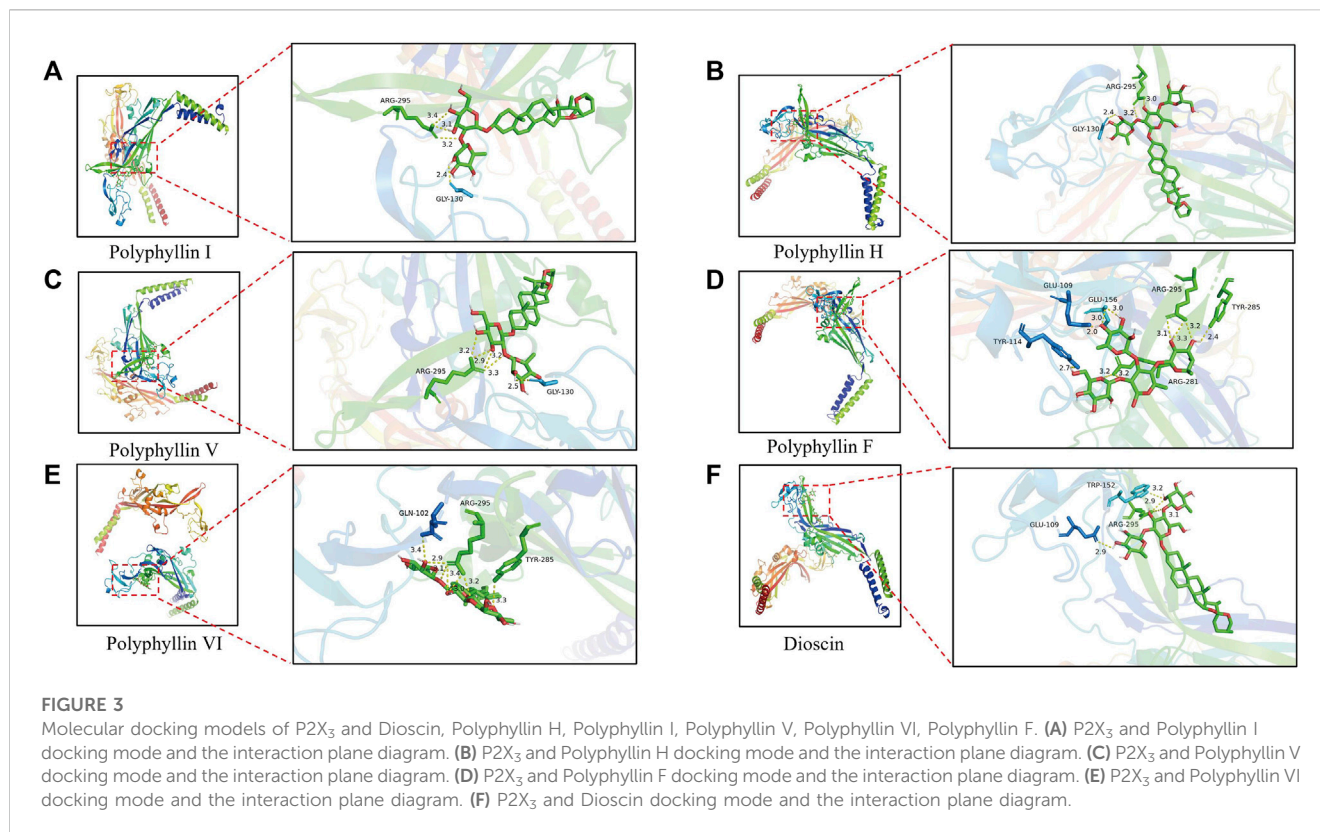 A
ARG-295
3.4
3.1
3.2
2.4
GLY-130
Polyphyllin I
B
ARG-295
3.0
2.4
3.2
GLY-130
Polyphyllin H
C
3.2
2.9
3.2
ARG-295
3.3
2.5
GLY-130
Polyphyllin V
D
GLU-109
GLU-156
ARG-295
TYR-285
3.0
3.0
2.0
3.1
3.2
3.3
2.4
TYR-114
2.7
3.2
3.2
ARG-281
Polyphyllin F
E
GLN-102
ARG-295
3.4
2.9
3.4
3.2
TYR-285
3.3
Polyphyllin VI
F
TRP-152
3.2
2.9
3.1
GLU-109
ARG-295
2.9
Dioscin
FIGURE 3
Molecular docking models of P2X₃ and Dioscin, Polyphyllin H, Polyphyllin I, Polyphyllin V, Polyphyllin VI, Polyphyllin F. (A) P2X₃ and Polyphyllin I
docking mode and the interaction plane diagram. (B) P2X₃ and Polyphyllin H docking mode and the interaction plane diagram. (C) P2X₃ and Polyphyllin V
docking mode and the interaction plane diagram. (D) P2X₃ and Polyphyllin F docking mode and the interaction plane diagram. (E) P2X₃ and Polyphyllin VI
docking mode and the interaction plane diagram. (F) P2X₃ and Dioscin docking mode and the interaction plane diagram.